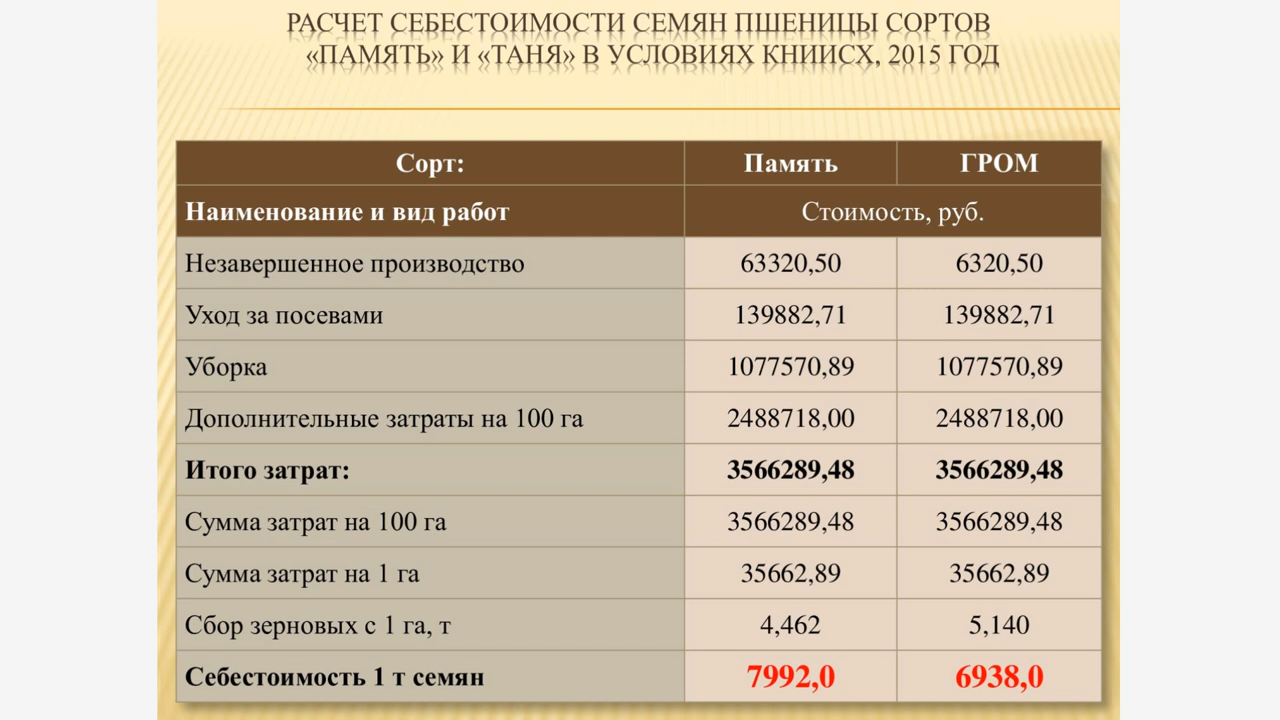 РАСЧЕТ СЕБЕСТОИМОСТИ СЕМЯН ПШЕНИЦЫ СОРТОВ
«ПАМЯТЬ» И «ТАНЯ» В УСЛОВИЯХ КНИИСХ, 2015 ГОД
Сорт: Память ГРОМ
Наименование и вид работ Стоимость, руб.
Незавершенное производство 63320,50 6320,50
Уход за посевами 139882,71 139882,71
Уборка 1077570,89 1077570,89
Дополнительные затраты на 100 га 2488718,00 2488718,00
Итого затрат: 3566289,48 3566289,48
Сумма затрат на 100 га 3566289,48 3566289,48
Сумма затрат на 1 га 35662,89 35662,89
Сбор зерновых с 1 га, т 4,462 5,140
Себестоимость 1 т семян 7992,0 6938,0